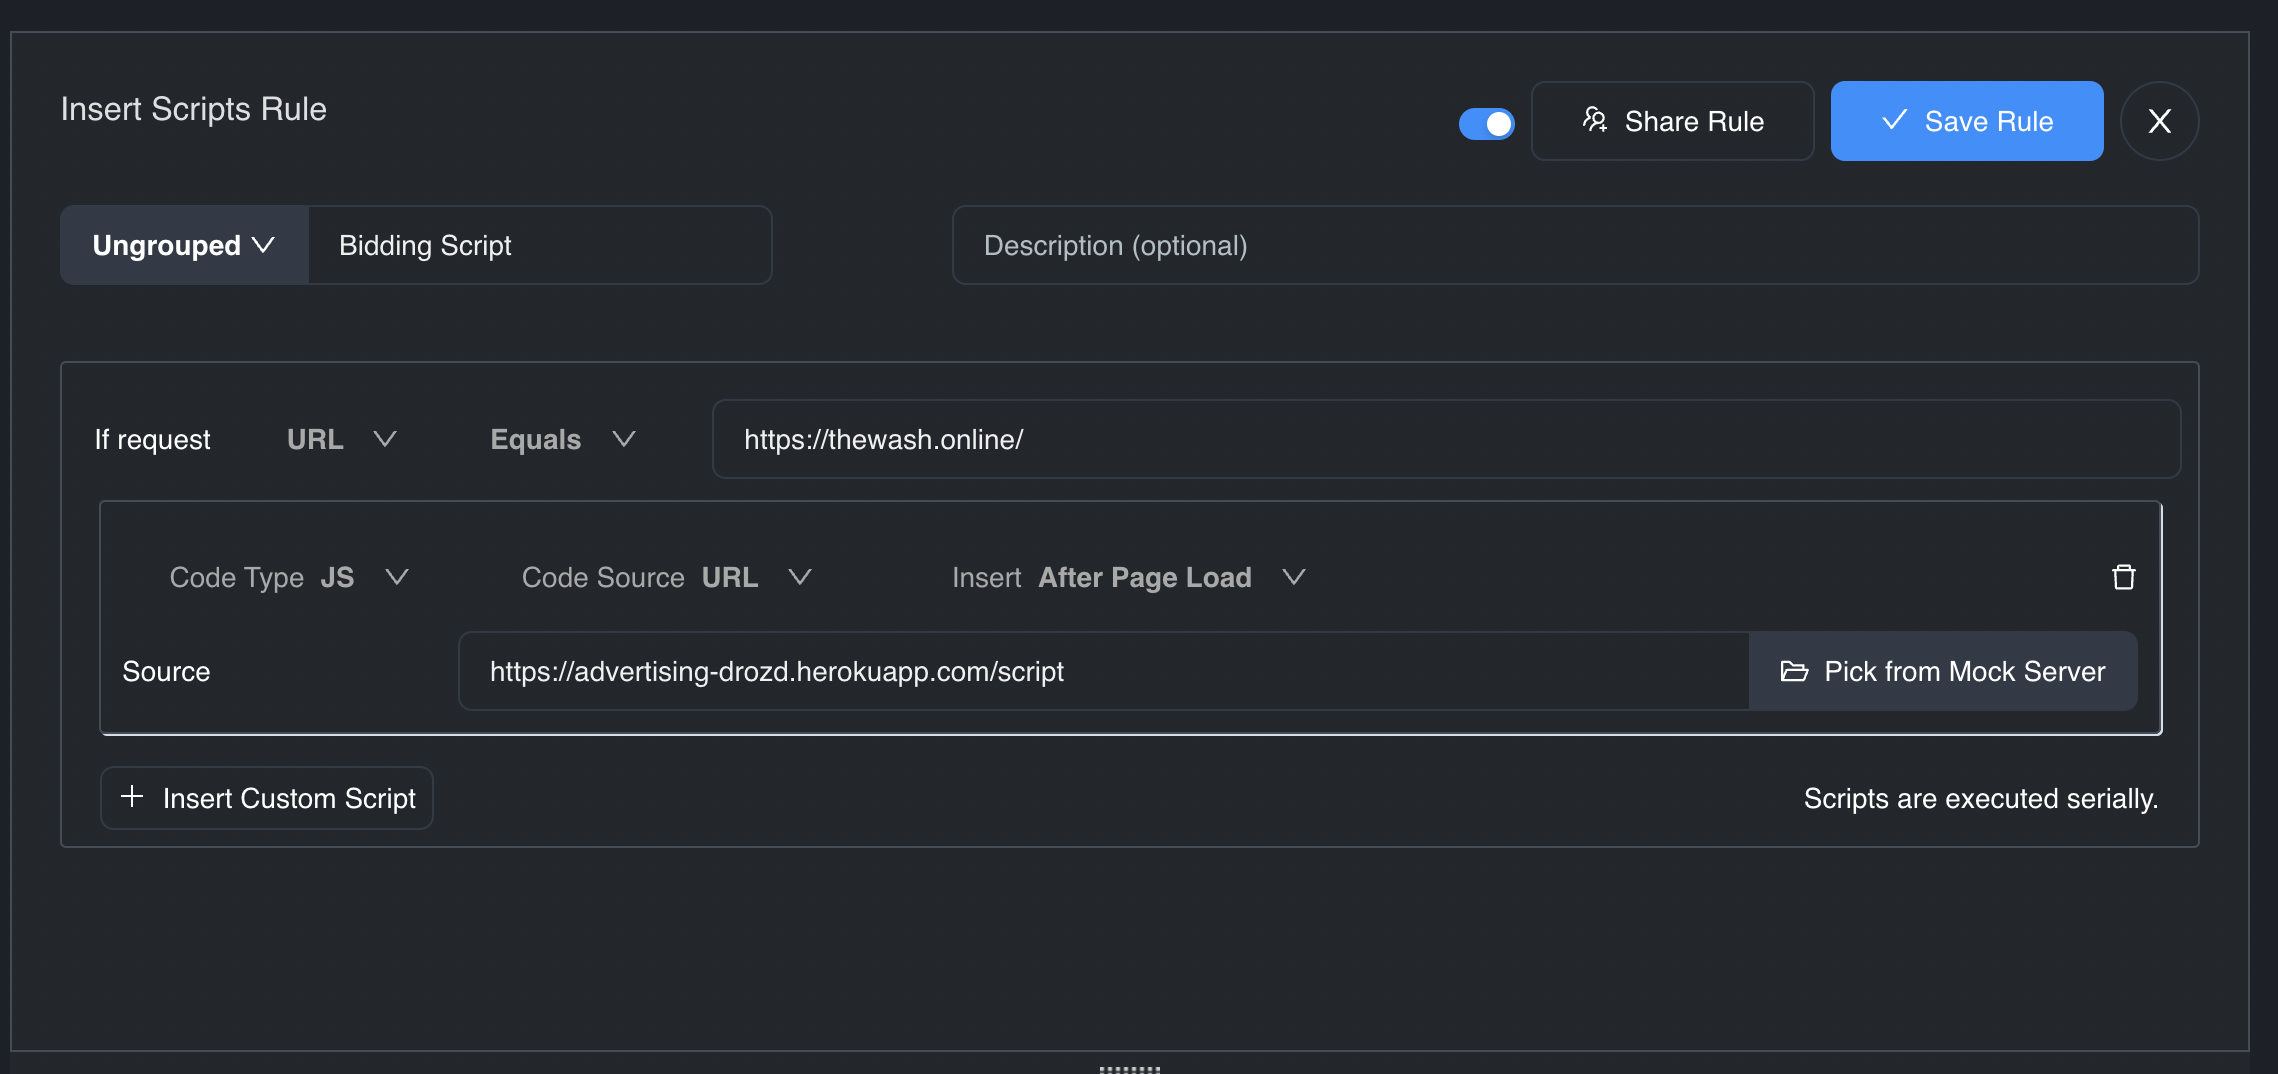 Insert Scripts Rule
Share Rule
Save Rule
X
Ungrouped
Bidding Script
Description (optional)
If request
URL
Equals
https://thewash.online/
Code Type JS
Code Source URL
Insert After Page Load
Source
https://advertising-drozd.herokuapp.com/script
Pick from Mock Server
+ Insert Custom Script
Scripts are executed serially.